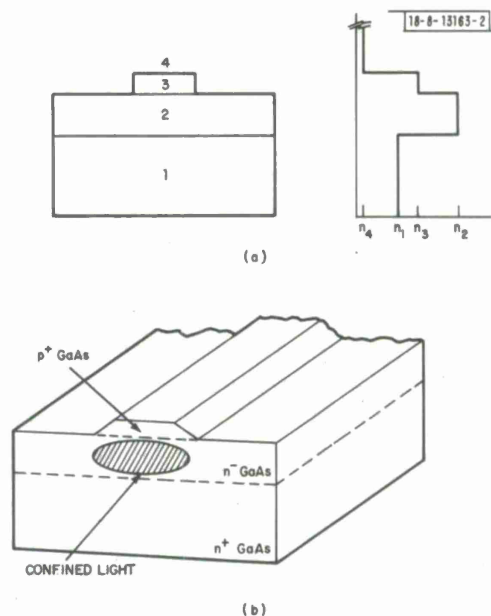 18-8-13163-2
4
3
2
1
n4 n1 n3 n2
(a)
p+ GaAs
n- GaAs
n+ GaAs
CONFINED LIGHT
(b)